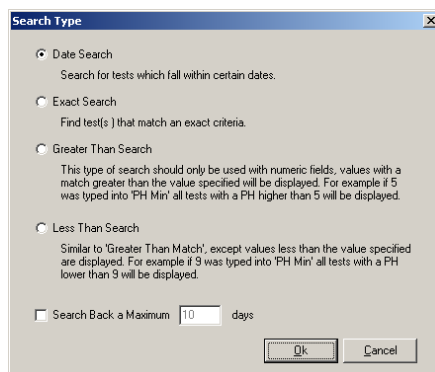 Search Type
Date Search
Search for tests which fall within certain dates.
Exact Search
Find test(s ) that match an exact criteria.
Greater Than Search
This type of search should only be used with numeric fields, values with a
match greater than the value specified will be displayed. For example if 5
was typed into 'PH Min' all tests with a PH higher than 5 will be displayed.
Less Than Search
Similar to 'Greater Than Match', except values less than the value specified
are displayed. For example if 9 was typed into 'PH Min' all tests with a PH
lower than 9 will be displayed.
Search Back a Maximum 10 days
Ok Cancel